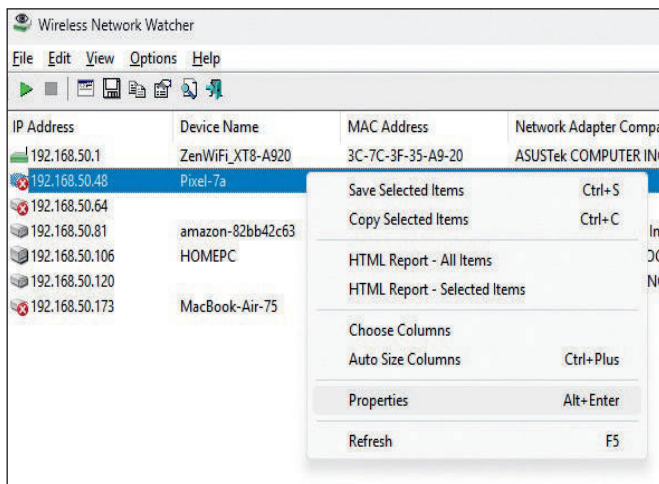 Wireless Network Watcher
File Edit View Options Help
IP Address Device Name MAC Address Network Adapter Compa
192.168.50.1 ZenWiFi_XT8-A920 3C-7C-3F-35-A9-20 ASUSTek COMPUTER IN
192.168.50.48 Pixel-7a
192.168.50.64
192.168.50.81 amazon-82bb42c63 In
192.168.50.106 HOMEPC
192.168.50.120
192.168.50.173 MacBook-Air-75
Save Selected Items Ctrl+S
Copy Selected Items Ctrl+C
HTML Report - All Items
HTML Report - Selected Items
Choose Columns
Auto Size Columns Ctrl+Plus
Properties Alt+Enter
Refresh F5